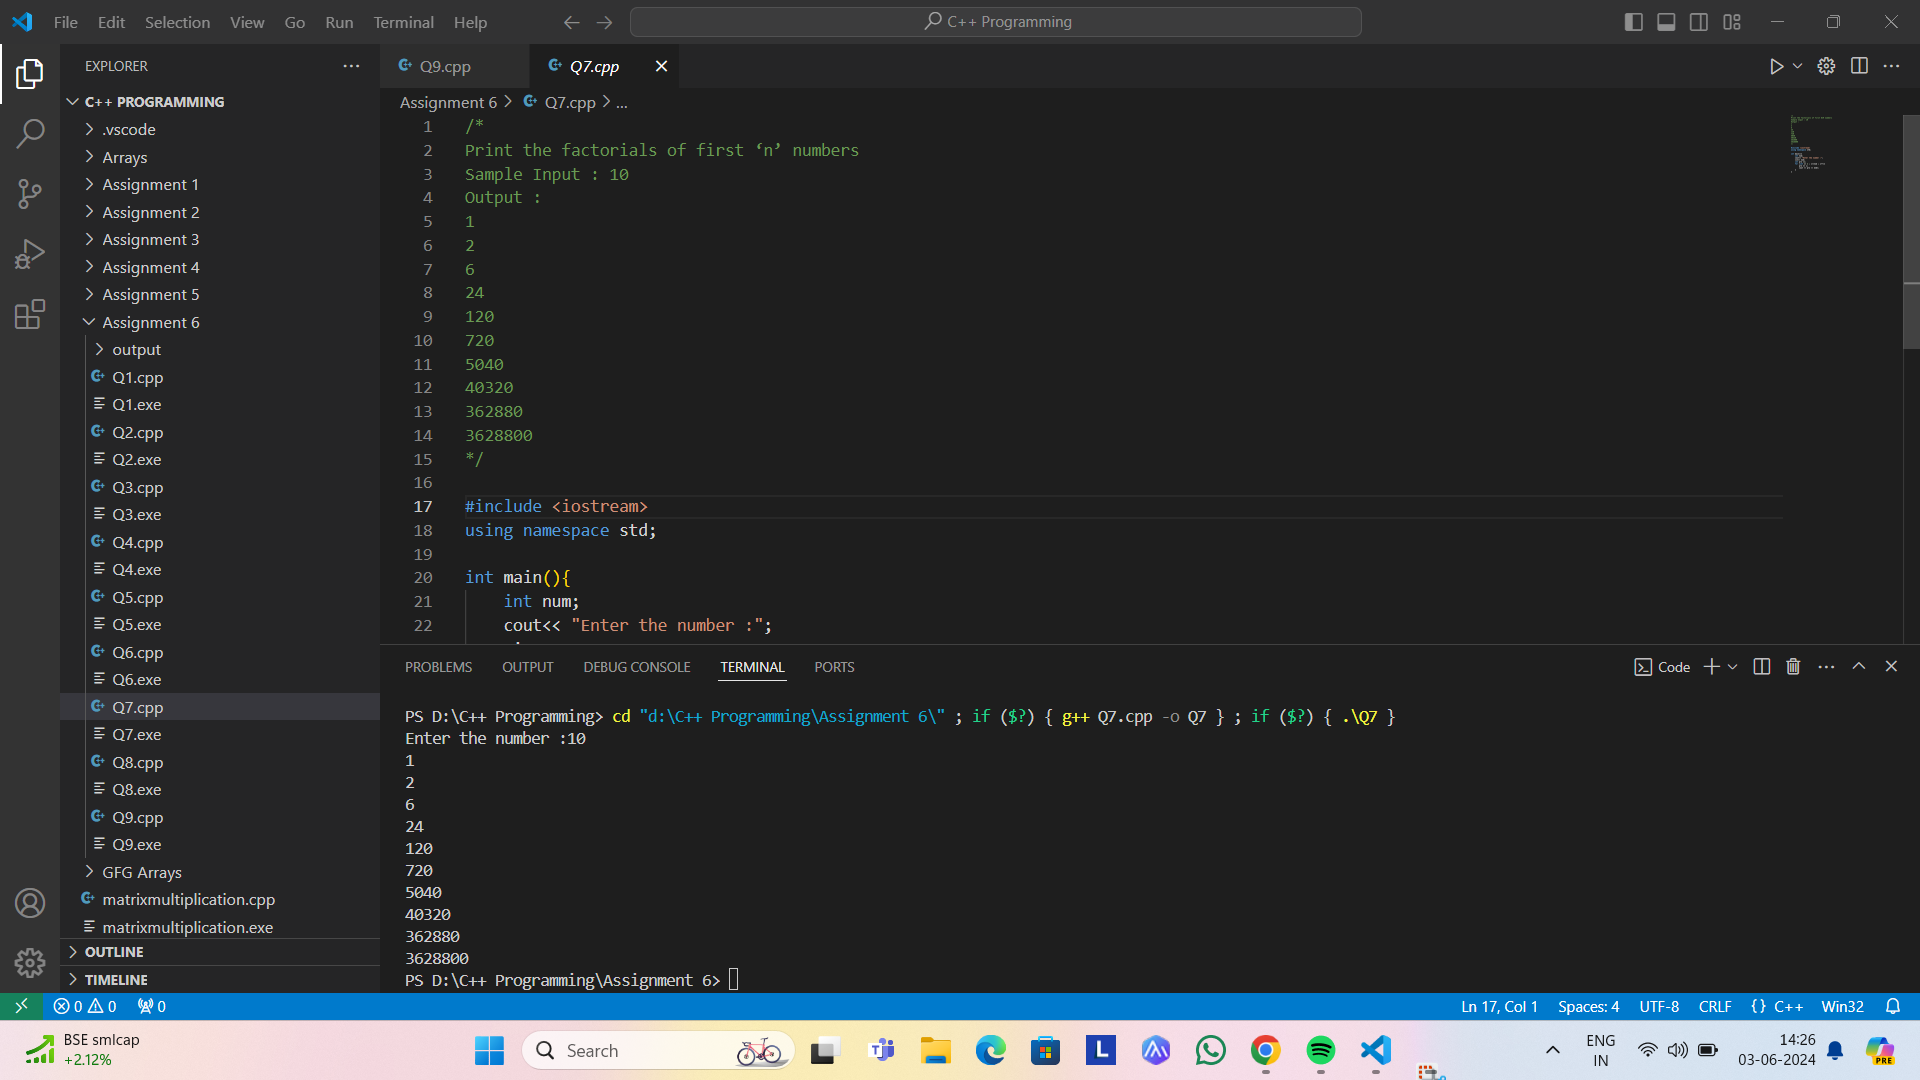 File Edit Selection View Go Run Terminal Help
C++ Programming
EXPLORER
C++ PROGRAMMING
.vscode
Arrays
Assignment 1
Assignment 2
Assignment 3
Assignment 4
Assignment 5
Assignment 6
output
Q1.cpp
Q1.exe
Q2.cpp
Q2.exe
Q3.cpp
Q3.exe
Q4.cpp
Q4.exe
Q5.cpp
Q5.exe
Q6.cpp
Q6.exe
Q7.cpp
Q7.exe
Q8.cpp
Q8.exe
Q9.cpp
Q9.exe
GFG Arrays
matrixmultiplication.cpp
matrixmultiplication.exe
OUTLINE
TIMELINE
Q9.cpp Q7.cpp
Assignment 6 > Q7.cpp > ...
1 /*
2 Print the factorials of first ‘n’ numbers
3 Sample Input : 10
4 Output :
5 1
6 2
7 6
8 24
9 120
10 720
11 5040
12 40320
13 362880
14 3628800
15 */
16
17 #include <iostream>
18 using namespace std;
19
20 int main(){
21 int num;
22 cout<< "Enter the number :";
PROBLEMS OUTPUT DEBUG CONSOLE TERMINAL PORTS
Code
PS D:\C++ Programming> cd "d:\C++ Programming\Assignment 6\" ; if ($?) { g++ Q7.cpp -o Q7 } ; if ($?) { .\Q7 }
Enter the number :10
1
2
6
24
120
720
5040
40320
362880
3628800
PS D:\C++ Programming\Assignment 6>
0 0 0
Ln 17, Col 1 Spaces: 4 UTF-8 CRLF {} C++ Win32
BSE smlcap
+2.12%
Search
L
ENG
IN
14:26
03-06-2024
PRE